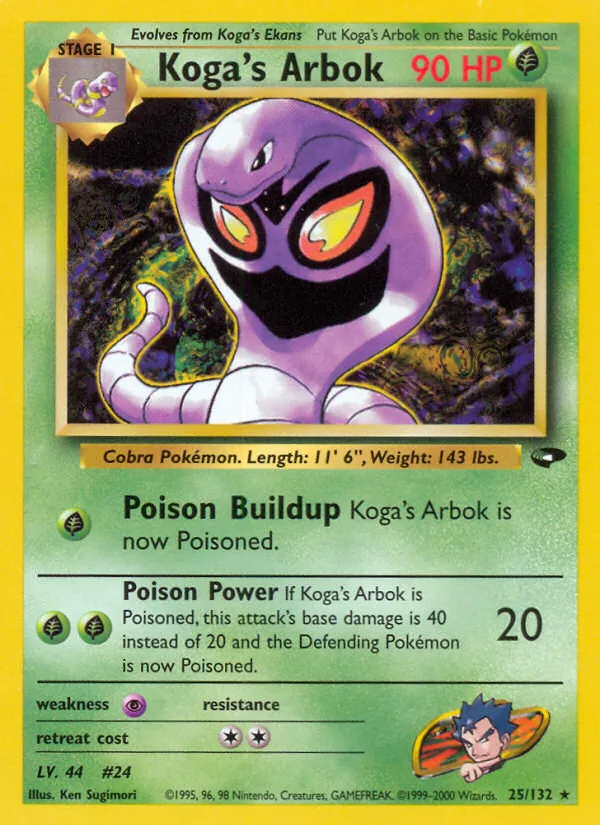 Evolves from Koga's Ekans Put Koga's Arbok on the Basic Pokémon
STAGE 1
Koga's Arbok 90 HP
Cobra Pokémon. Length: 11' 6", Weight: 143 lbs.
Poison Buildup Koga's Arbok is
now Poisoned.
Poison Power If Koga's Arbok is
Poisoned, this attack's base damage is 40
instead of 20 and the Defending Pokémon
is now Poisoned.
20
weakness resistance
retreat cost
LV. 44 #24
Illus. Ken Sugimori ©1995, 96, 98 Nintendo, Creatures, GAMEFREAK. ©1999-2000 Wizards. 25/132 ★